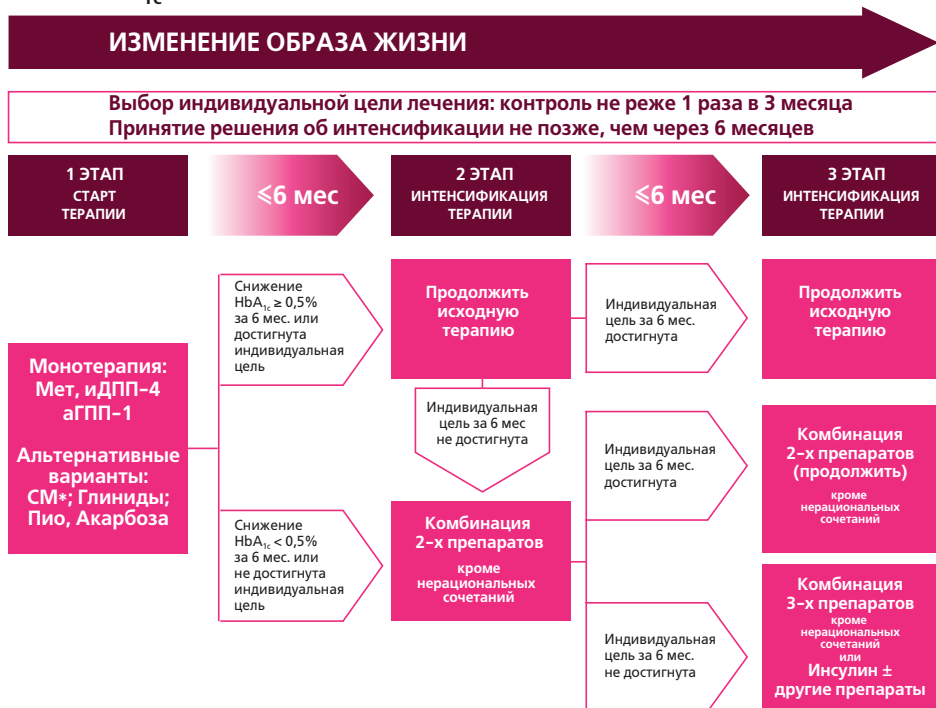 1c
ИЗМЕНЕНИЕ ОБРАЗА ЖИЗНИ
Выбор индивидуальной цели лечения: контроль не реже 1 раза в 3 месяца
Принятие решения об интенсификации не позже, чем через 6 месяцев
1 ЭТАП
СТАРТ
ТЕРАПИИ
⩽6 мес
2 ЭТАП
ИНТЕНСИФИКАЦИЯ
ТЕРАПИИ
⩽6 мес
3 ЭТАП
ИНТЕНСИФИКАЦИЯ
ТЕРАПИИ
Монотерапия:
Мет, иДПП-4
аГПП-1
Альтернативные
варианты:
СМ*; Глиниды;
Пио, Акарбоза
Снижение
HbA1c ≥ 0,5%
за 6 мес. или
достигнута
индивидуальная
цель
Продолжить
исходную
терапию
Индивидуальная
цель за 6 мес.
достигнута
Продолжить
исходную
терапию
Индивидуальная
цель за 6 мес
не достигнута
Снижение
HbA1c < 0,5%
за 6 мес. или
не достигнута
индивидуальная
цель
Комбинация
2-х препаратов
кроме
нерациональных
сочетаний
Индивидуальная
цель за 6 мес.
достигнута
Комбинация
2-х препаратов
(продолжить)
кроме
нерациональных
сочетаний
Индивидуальная
цель за 6 мес.
не достигнута
Комбинация
3-х препаратов
кроме
нерациональных
сочетаний
или
Инсулин ±
другие препараты